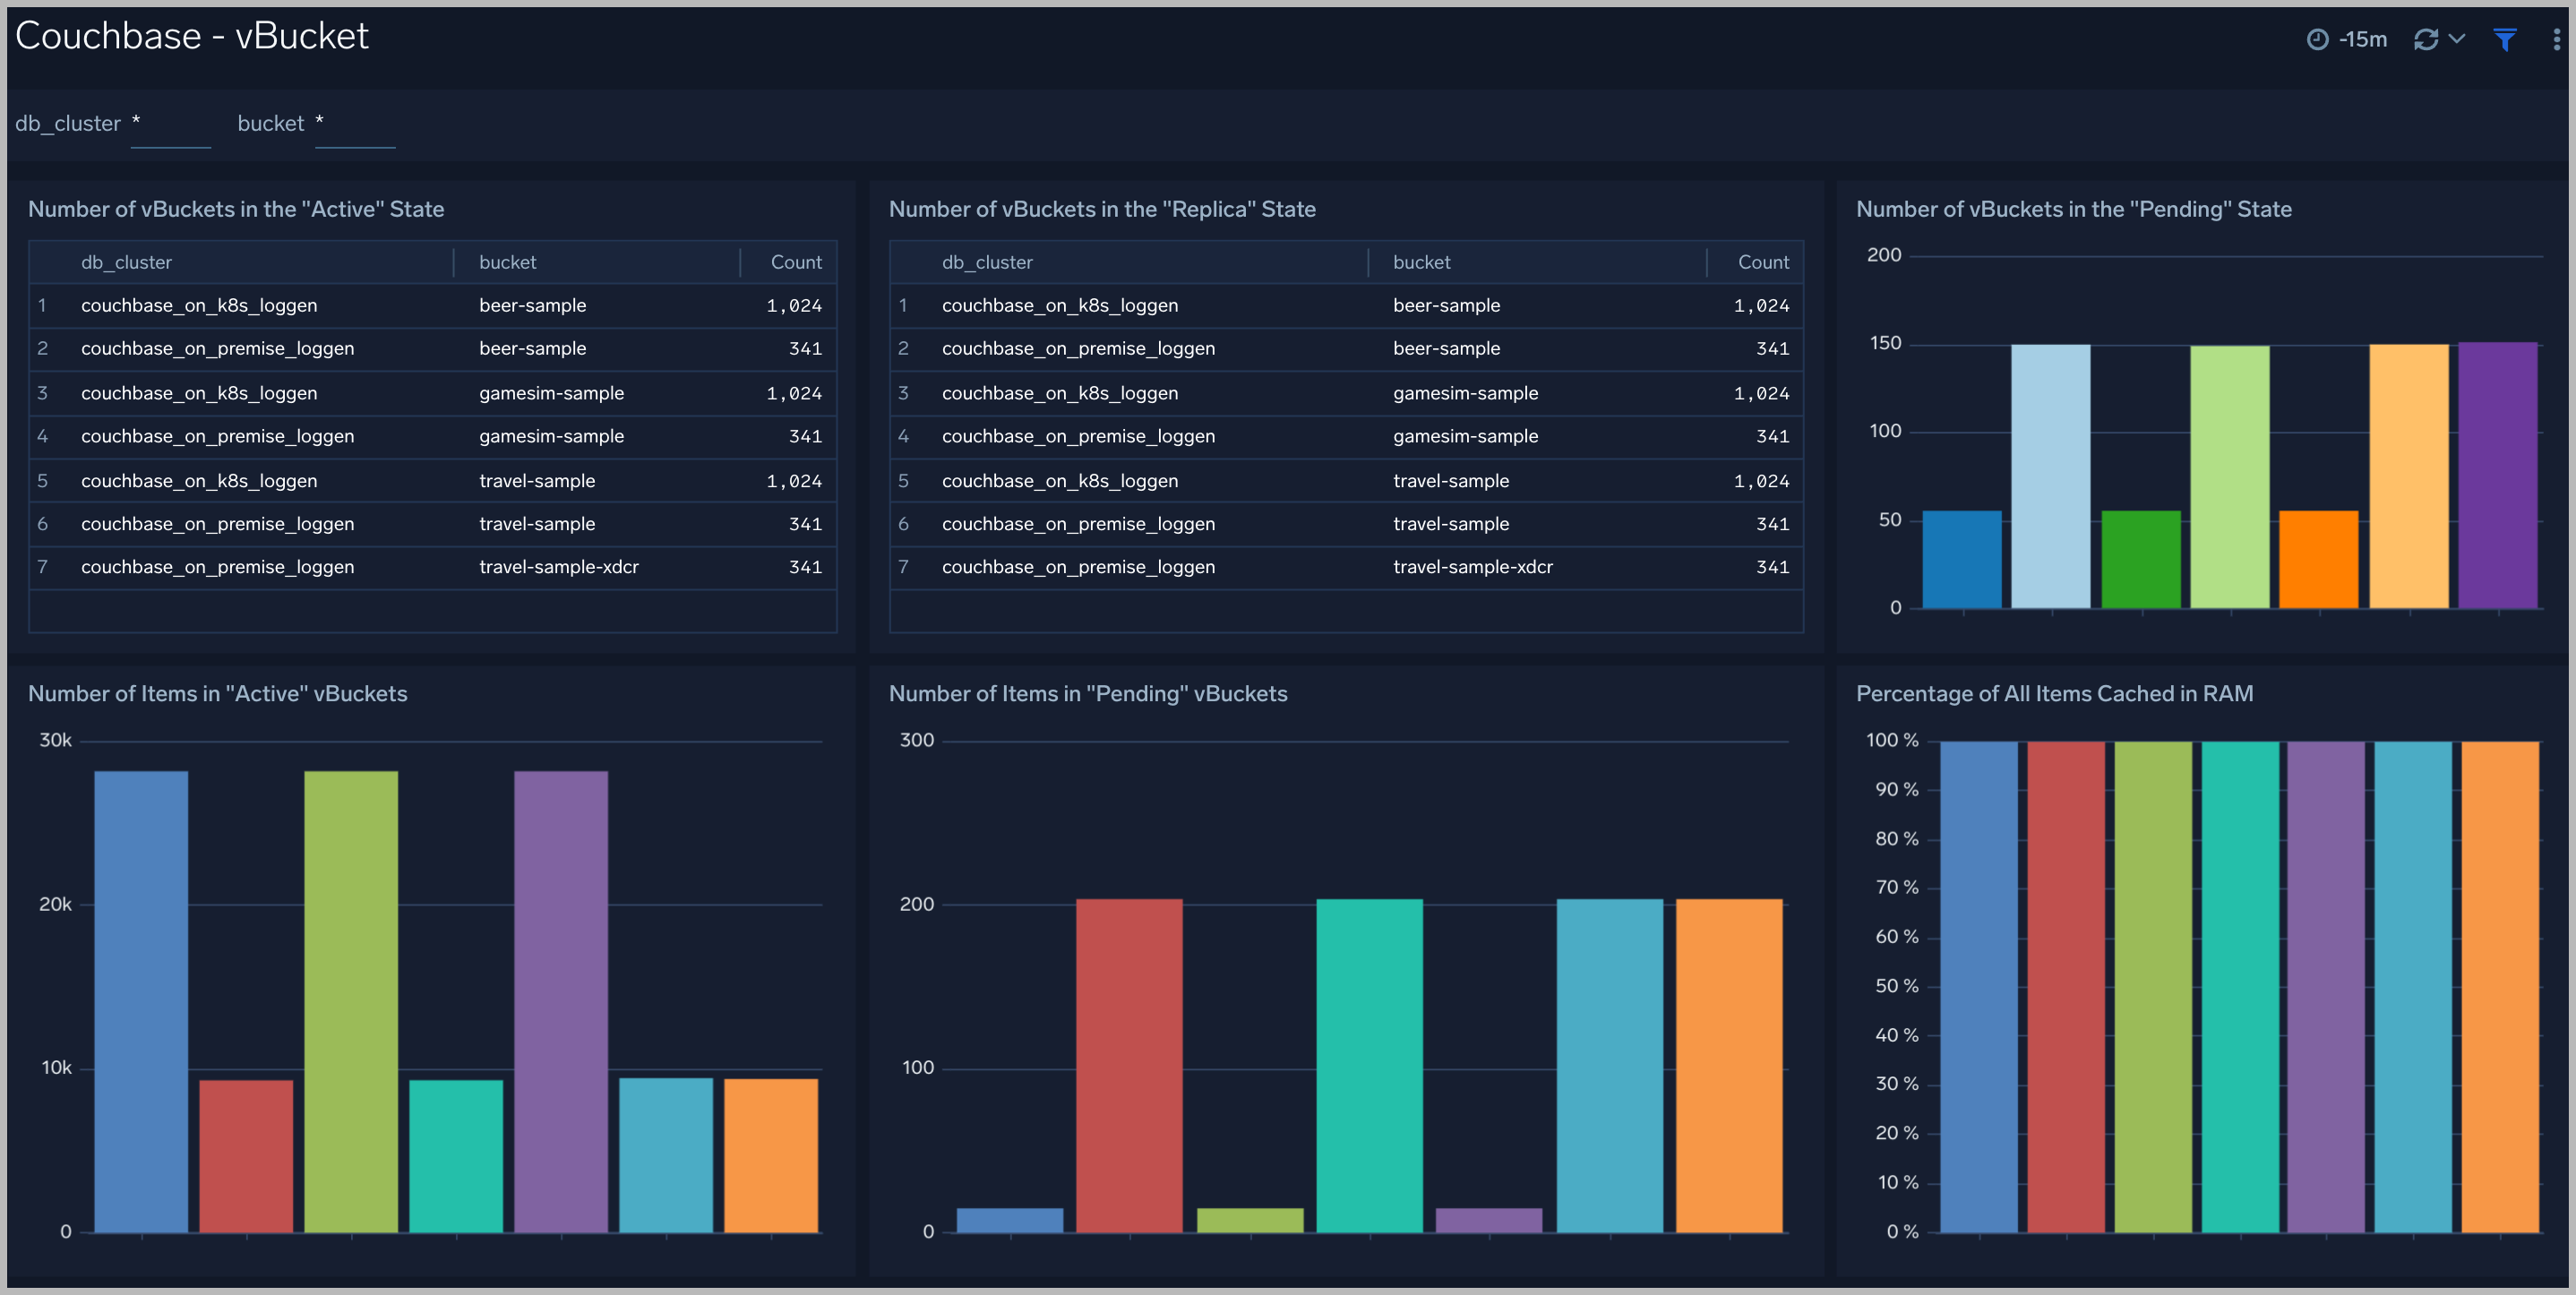 Couchbase - vBucket
-15m
db_cluster * bucket *
Number of vBuckets in the "Active" State
db_cluster bucket Count
1 couchbase_on_k8s_loggen beer-sample 1,024
2 couchbase_on_premise_loggen beer-sample 341
3 couchbase_on_k8s_loggen gamesim-sample 1,024
4 couchbase_on_premise_loggen gamesim-sample 341
5 couchbase_on_k8s_loggen travel-sample 1,024
6 couchbase_on_premise_loggen travel-sample 341
7 couchbase_on_premise_loggen travel-sample-xdcr 341
Number of vBuckets in the "Replica" State
db_cluster bucket Count
1 couchbase_on_k8s_loggen beer-sample 1,024
2 couchbase_on_premise_loggen beer-sample 341
3 couchbase_on_k8s_loggen gamesim-sample 1,024
4 couchbase_on_premise_loggen gamesim-sample 341
5 couchbase_on_k8s_loggen travel-sample 1,024
6 couchbase_on_premise_loggen travel-sample 341
7 couchbase_on_premise_loggen travel-sample-xdcr 341
Number of vBuckets in the "Pending" State
200
150
100
50
0
Number of Items in "Active" vBuckets
30k
20k
10k
0
Number of Items in "Pending" vBuckets
300
200
100
0
Percentage of All Items Cached in RAM
100 %
90 %
80 %
70 %
60 %
50 %
40 %
30 %
20 %
10 %
0 %